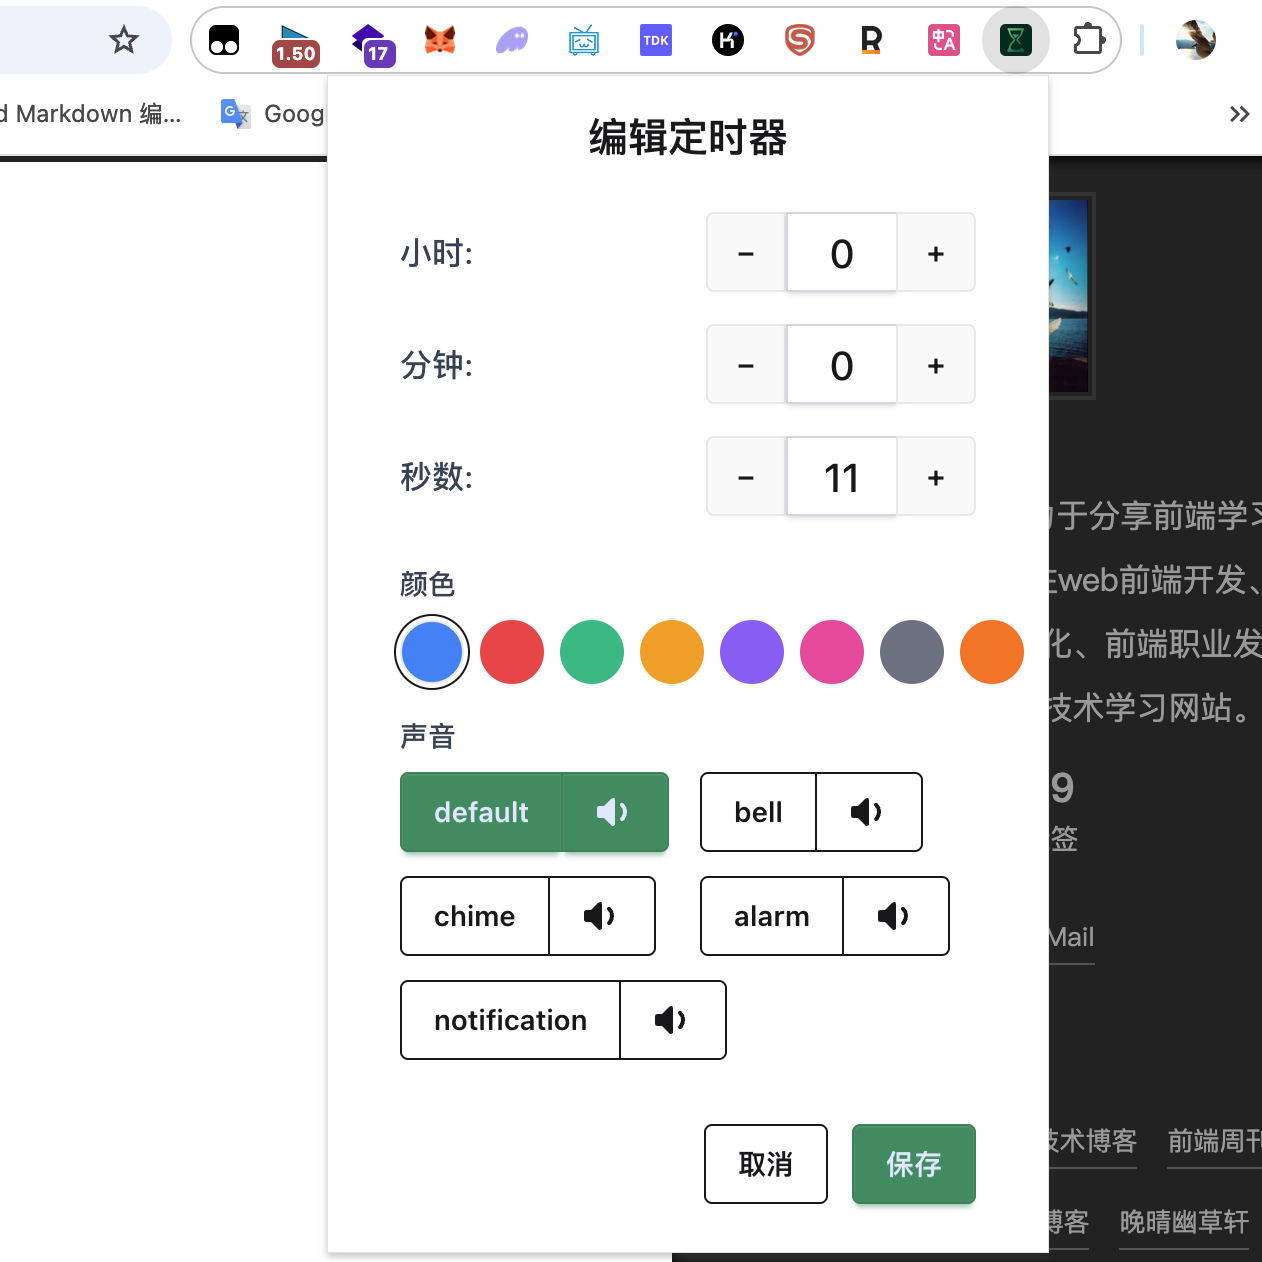 1.50
17
TDK
R
中A
d Markdown 编...
Goog
编辑定时器
小时:
− 0 +
分钟:
− 0 +
秒数:
− 11 +
于分享前端学习
web前端开发、
颜色
化、前端职业发
技术学习网站。
声音
9
default
bell
签
chime
alarm
Mail
notification
技术博客 前端周刊
取消
保存
博客 晚晴幽草轩